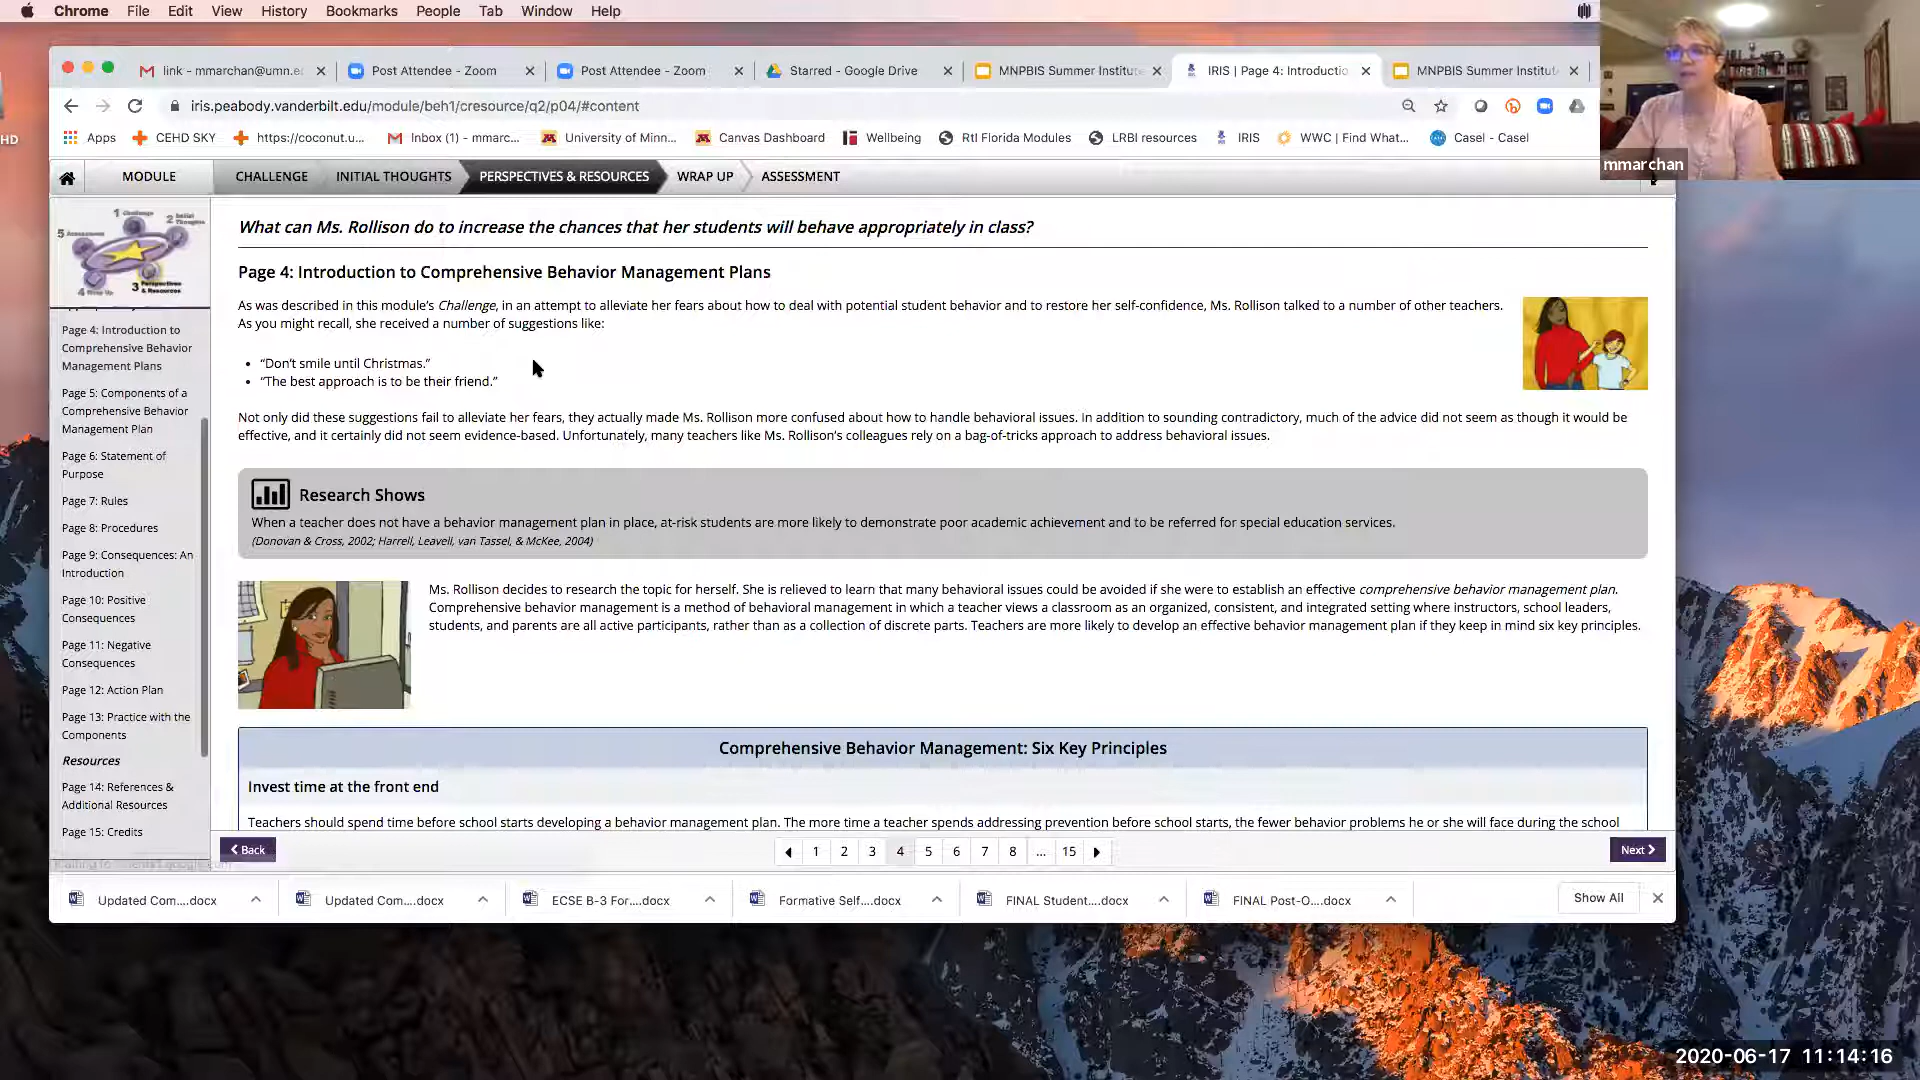 Chrome File Edit View History Bookmarks People Tab Window Help
link - mmarchan@umn.e Post Attendee - Zoom Post Attendee - Zoom Starred - Google Drive MNPBIS Summer Institut IRIS | Page 4: Introductio MNPBIS Summer Institut
iris.peabody.vanderbilt.edu/module/beh1/cresource/q2/p04/#content
Apps CEHD SKY https://coconut.u... Inbox (1) - mmarc... University of Minn... Canvas Dashboard Wellbeing RtI Florida Modules LRBI resources IRIS WWC | Find What... Casel - Casel
HD
mmarchan
MODULE CHALLENGE INITIAL THOUGHTS PERSPECTIVES & RESOURCES WRAP UP ASSESSMENT
1 Challenge
2 Initial Thoughts
3 Perspectives & Resources
4 Wrap Up
5 Assessment
Page 4: Introduction to
Comprehensive Behavior
Management Plans
Page 5: Components of a
Comprehensive Behavior
Management Plan
Page 6: Statement of
Purpose
Page 7: Rules
Page 8: Procedures
Page 9: Consequences: An
Introduction
Page 10: Positive
Consequences
Page 11: Negative
Consequences
Page 12: Action Plan
Page 13: Practice with the
Components
Resources
Page 14: References &
Additional Resources
Page 15: Credits
What can Ms. Rollison do to increase the chances that her students will behave appropriately in class?
Page 4: Introduction to Comprehensive Behavior Management Plans
As was described in this module's Challenge, in an attempt to alleviate her fears about how to deal with potential student behavior and to restore her self-confidence, Ms. Rollison talked to a number of other teachers.
As you might recall, she received a number of suggestions like:
• “Don't smile until Christmas.”
• “The best approach is to be their friend.”
Not only did these suggestions fail to alleviate her fears, they actually made Ms. Rollison more confused about how to handle behavioral issues. In addition to sounding contradictory, much of the advice did not seem as though it would be
effective, and it certainly did not seem evidence-based. Unfortunately, many teachers like Ms. Rollison's colleagues rely on a bag-of-tricks approach to address behavioral issues.
Research Shows
When a teacher does not have a behavior management plan in place, at-risk students are more likely to demonstrate poor academic achievement and to be referred for special education services.
(Donovan & Cross, 2002; Harrell, Leavell, van Tassel, & McKee, 2004)
Ms. Rollison decides to research the topic for herself. She is relieved to learn that many behavioral issues could be avoided if she were to establish an effective comprehensive behavior management plan.
Comprehensive behavior management is a method of behavioral management in which a teacher views a classroom as an organized, consistent, and integrated setting where instructors, school leaders,
students, and parents are all active participants, rather than as a collection of discrete parts. Teachers are more likely to develop an effective behavior management plan if they keep in mind six key principles.
Comprehensive Behavior Management: Six Key Principles
Invest time at the front end
Teachers should spend time before school starts developing a behavior management plan. The more time a teacher spends addressing prevention before school starts, the fewer behavior problems he or she will face during the school
Back 1 2 3 4 5 6 7 8 ... 15 Next
Updated Com....docx Updated Com....docx ECSE B-3 For....docx Formative Self....docx FINAL Student....docx FINAL Post-O....docx Show All
2020-06-17 11:14:16